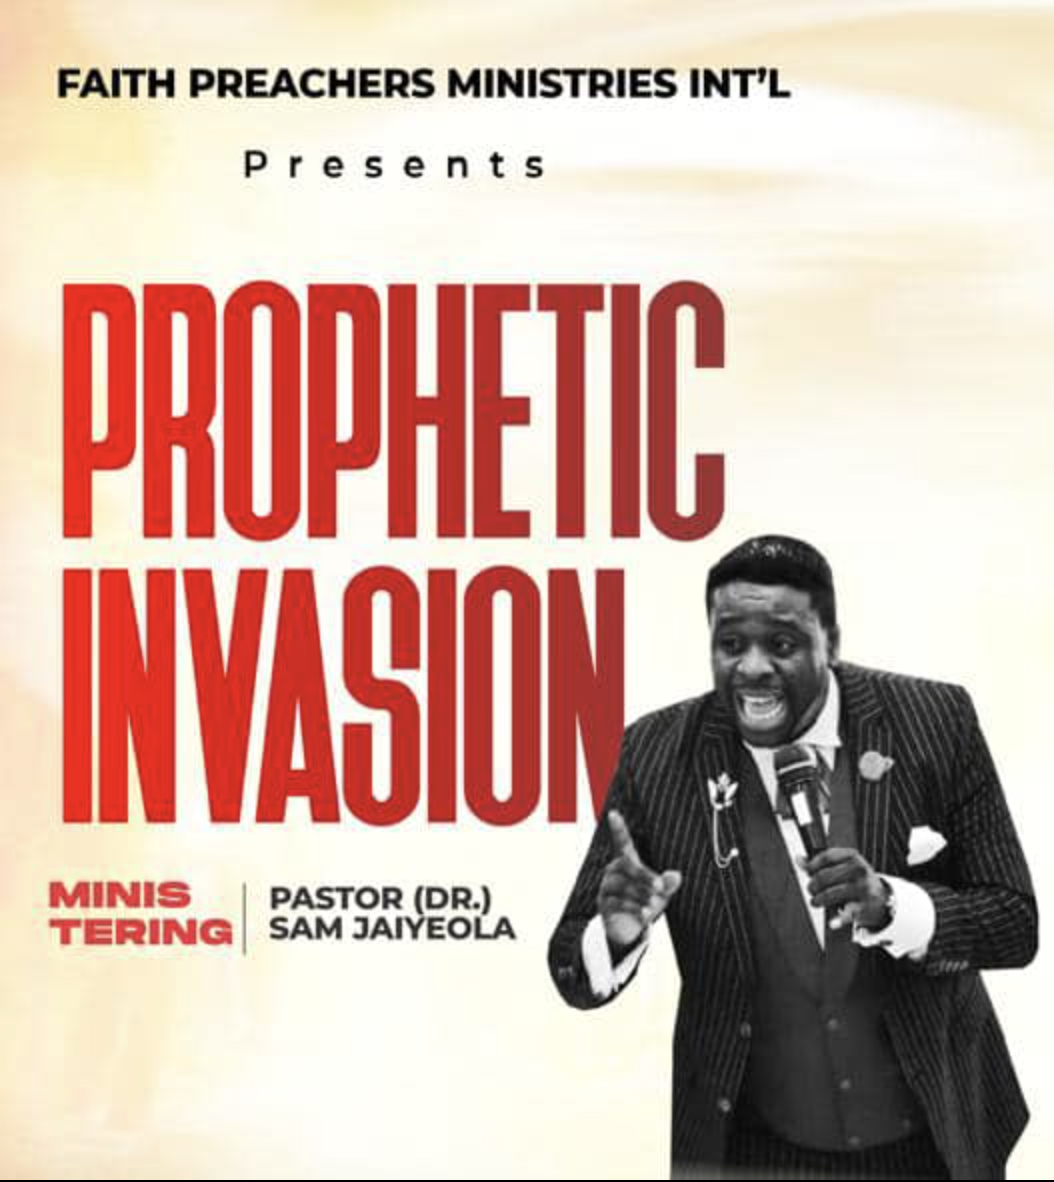 FAITH PREACHERS MINISTRIES INT’L
Presents
PROPHETIC
INVASION
MINIS
TERING
PASTOR (DR.)
SAM JAIYEOLA